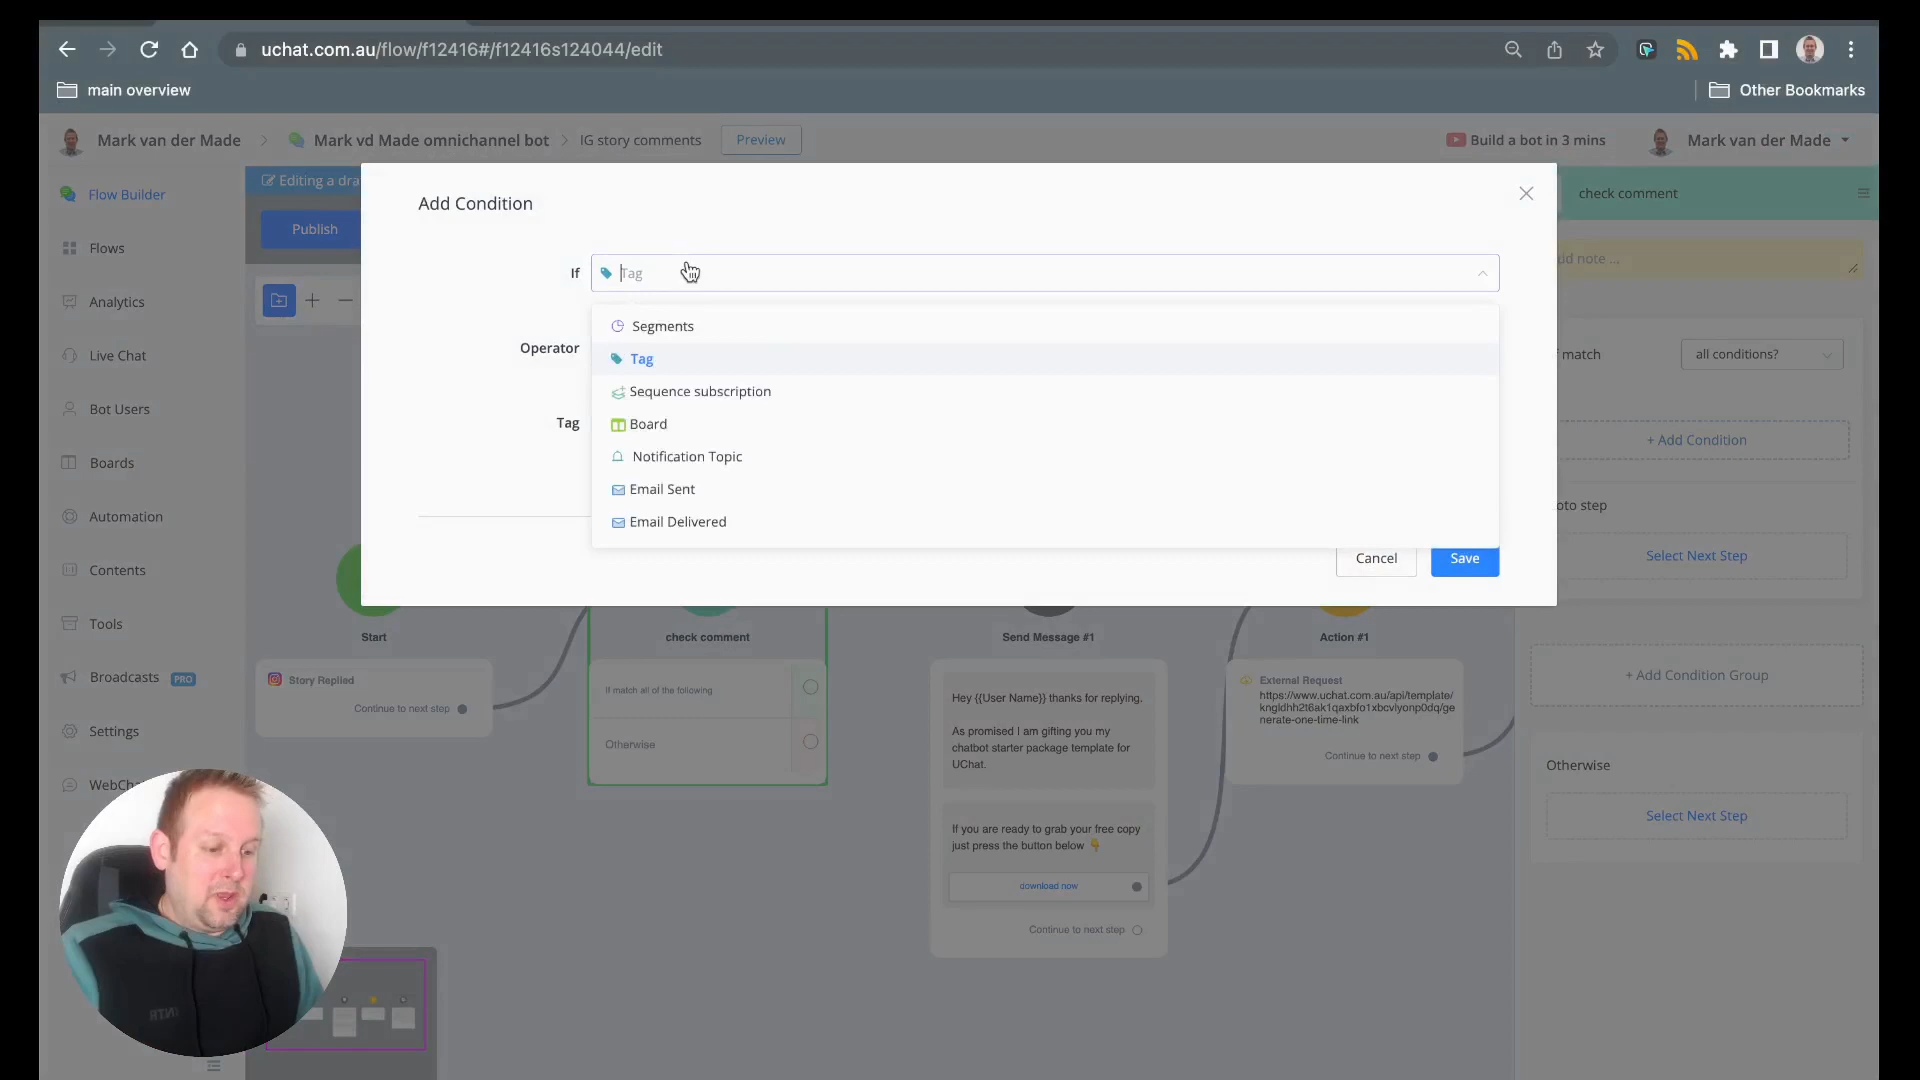 uchat.com.au/flow/f12416#/f12416s124044/edit
main overview
Other Bookmarks
Mark van der Made
Mark vd Made omnichannel bot
IG story comments
Preview
Build a bot in 3 mins
Mark van der Made
Flow Builder
Flows
Analytics
Live Chat
Bot Users
Boards
Automation
Contents
Tools
Broadcasts PRO
Settings
Editing a dra
Publish
Add Condition
If
Tag
Segments
Tag
Sequence subscription
Board
Notification Topic
Email Sent
Email Delivered
Operator
Tag
Cancel
Save
check comment
note ...
match
all conditions?
+ Add Condition
oto step
Select Next Step
+ Add Condition Group
Otherwise
Select Next Step
Start
Story Replied
Continue to next step
check comment
If match all of the following
Otherwise
Send Message #1
Hey {{User Name}} thanks for replying.
As promised I am gifting you my
chatbot starter package template for
UChat.
If you are ready to grab your free copy
just press the button below 👇
download now
Continue to next step
Action #1
External Request
https://www.uchat.com.au/api/template/
kngldhh2t6ak1qaxbfo1xbcvlyonp0dq/ge
nerate-one-time-link
Continue to next step